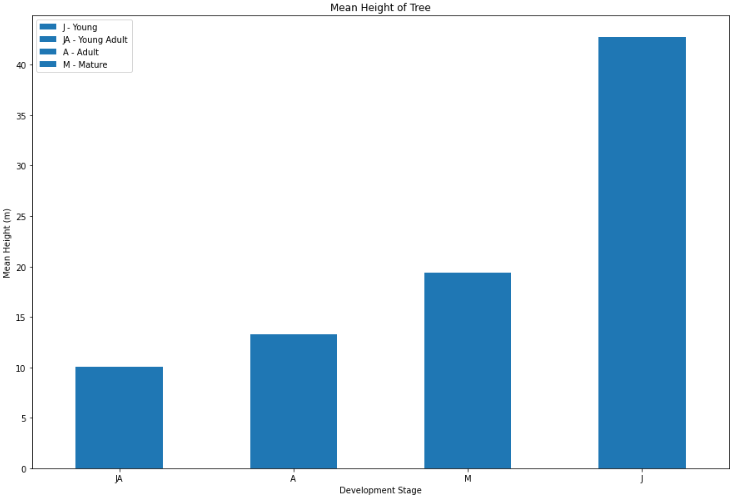 Mean Height of Tree
J - Young
JA - Young Adult
A - Adult
M - Mature
40
35
30
25
20
15
10
5
0
Mean Height (m)
JA A M J
Development Stage